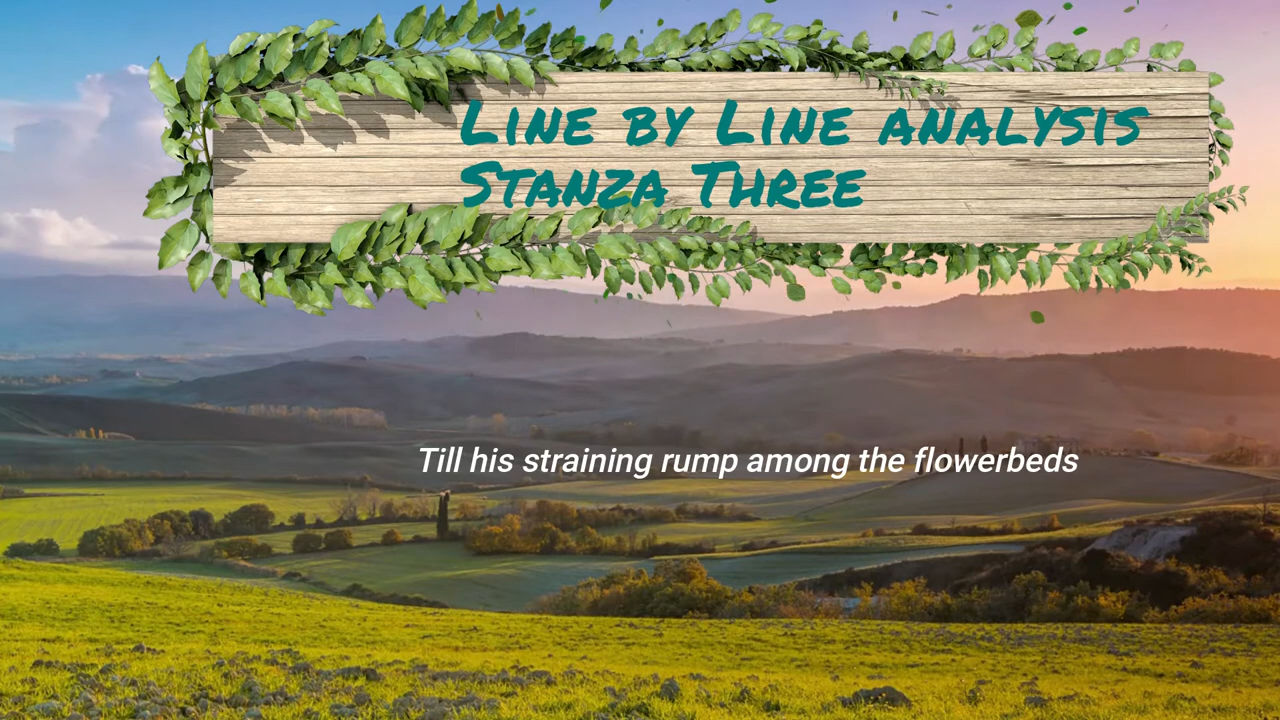 Line by Line analysis
Stanza Three
Till his straining rump among the flowerbeds